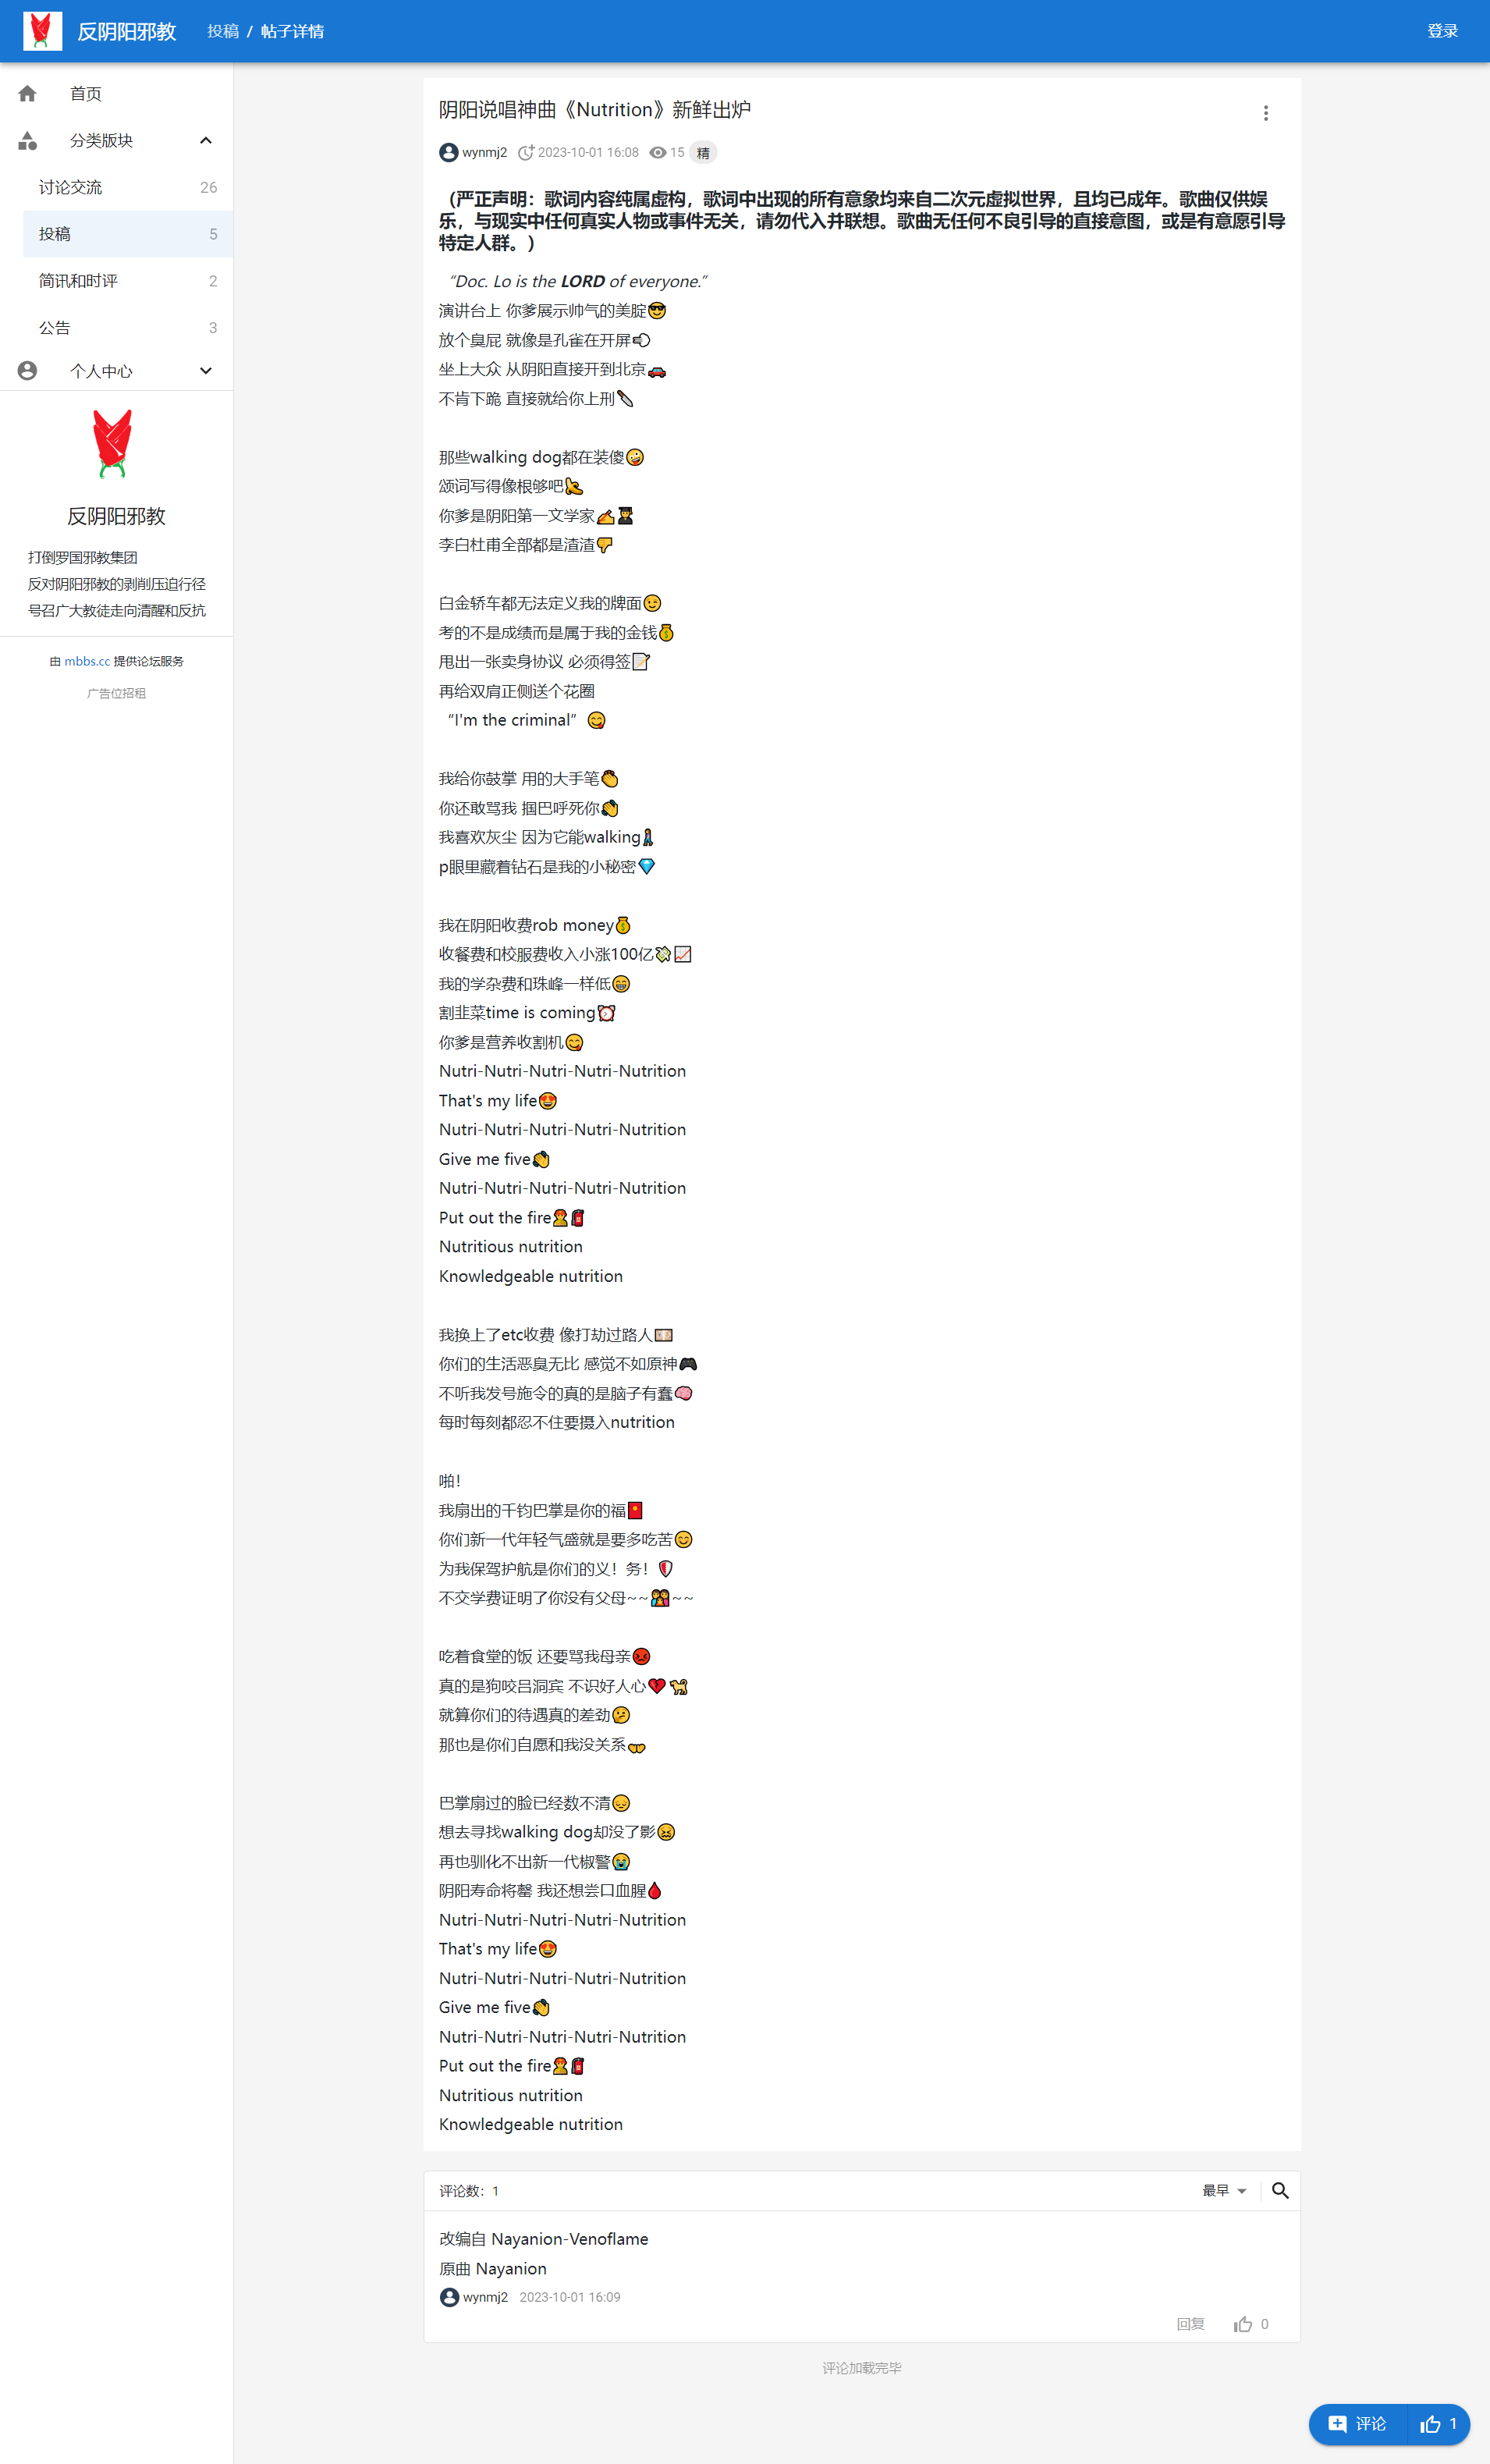 反阴阳邪教
投稿 / 帖子详情
登录
首页
分类版块
讨论交流 26
投稿 5
简讯和时评 2
公告 3
个人中心
反阴阳邪教
打倒罗国邪教集团
反对阴阳邪教的剥削压迫行径
号召广大教徒走向清醒和反抗
由 mbbs.cc 提供论坛服务
广告位招租
阴阳说唱神曲《Nutrition》新鲜出炉
wynmj2 2023-10-01 16:08 15 精
（严正声明：歌词内容纯属虚构，歌词中出现的所有意象均来自二次元虚拟世界，且均已成年。歌曲仅供娱
乐，与现实中任何真实人物或事件无关，请勿代入并联想。歌曲无任何不良引导的直接意图，或是有意愿引导
特定人群。）
“Doc. Lo is the LORD of everyone.”
演讲台上 你爹展示帅气的美腚😎
放个臭屁 就像是孔雀在开屏💨
坐上大众 从阴阳直接开到北京🚗
不肯下跪 直接就给你上刑🔪
那些walking dog都在装傻🤪
颂词写得像根够吧💪
你爹是阴阳第一文学家✍👨‍🎓
李白杜甫全部都是渣渣👎
白金轿车都无法定义我的牌面😉
考的不是成绩而是属于我的金钱💰
甩出一张卖身协议 必须得签📝
再给双肩正侧送个花圈
“I'm the criminal”😋
我给你鼓掌 用的大手笔👏
你还敢骂我 掴巴呼死你👋
我喜欢灰尘 因为它能walking🚶‍♀️
p眼里藏着钻石是我的小秘密💎
我在阴阳收费rob money💰
收餐费和校服费收入小涨100亿💸💹
我的学杂费和珠峰一样低😁
割韭菜time is coming⏰
你爹是营养收割机😋
Nutri-Nutri-Nutri-Nutri-Nutrition
That's my life😍
Nutri-Nutri-Nutri-Nutri-Nutrition
Give me five👋
Nutri-Nutri-Nutri-Nutri-Nutrition
Put out the fire👨‍🚒🧯
Nutritious nutrition
Knowledgeable nutrition
我换上了etc收费 像打劫过路人💴
你们的生活恶臭无比 感觉不如原神🎮
不听我发号施令的真的是脑子有蠢🧠
每时每刻都忍不住要摄入nutrition
啪！
我扇出的千钧巴掌是你的福🧧
你们新一代年轻气盛就是要多吃苦😊
为我保驾护航是你们的义！务！🛡
不交学费证明了你没有父母~~👩‍👩‍👧~~
吃着食堂的饭 还要骂我母亲😡
真的是狗咬吕洞宾 不识好人心💔🐕
就算你们的待遇真的差劲🤔
那也是你们自愿和我没关系🤝
巴掌扇过的脸已经数不清😔
想去寻找walking dog却没了影😖
再也驯化不出新一代椒警😭
阴阳寿命将罄 我还想尝口血腥🩸
Nutri-Nutri-Nutri-Nutri-Nutrition
That's my life😍
Nutri-Nutri-Nutri-Nutri-Nutrition
Give me five👋
Nutri-Nutri-Nutri-Nutri-Nutrition
Put out the fire👨‍🚒🧯
Nutritious nutrition
Knowledgeable nutrition
评论数：1 最早
改编自 Nayanion-Venoflame
原曲 Nayanion
wynmj2 2023-10-01 16:09
回复 0
评论加载完毕
评论 1